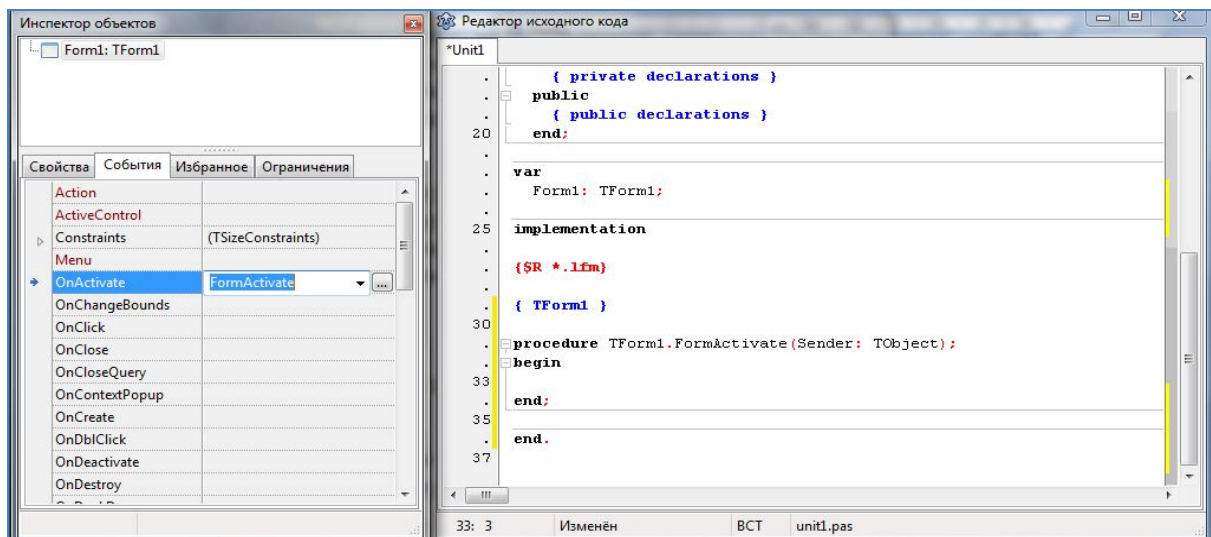 Инспектор объектов
Form1: TForm1
Свойства События Избранное Ограничения
Action
ActiveControl
Constraints (TSizeConstraints)
Menu
OnActivate FormActivate ...
OnChangeBounds
OnClick
OnClose
OnCloseQuery
OnContextPopup
OnCreate
OnDblClick
OnDeactivate
OnDestroy
Редактор исходного кода
*Unit1
. { private declarations }
. public
. { public declarations }
20 end;
.
. var
. Form1: TForm1;
.
25 implementation
.
. {$R *.lfm}
.
. { TForm1 }
30
. procedure TForm1.FormActivate(Sender: TObject);
. begin
33
. end;
35
. end.
37
33: 3 Изменён ВСТ unit1.pas